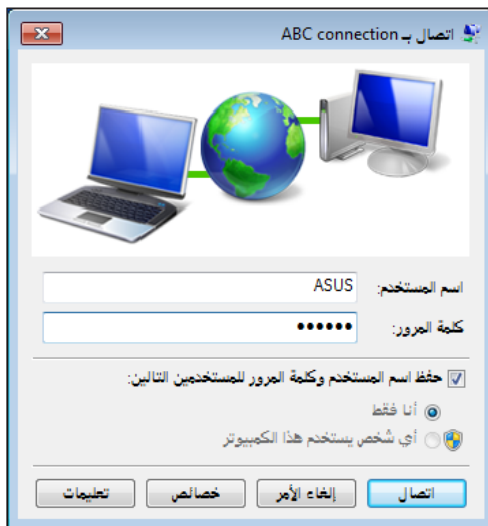 اتصال بـ ABC connection
اسم المستخدم: ASUS
كلمة المرور: ••••••
حفظ اسم المستخدم وكلمة المرور للمستخدمين التالين:
أنا فقط
أي شخص يستخدم هذا الكمبيوتر
اتصال إلغاء الأمر خصائص تعليمات